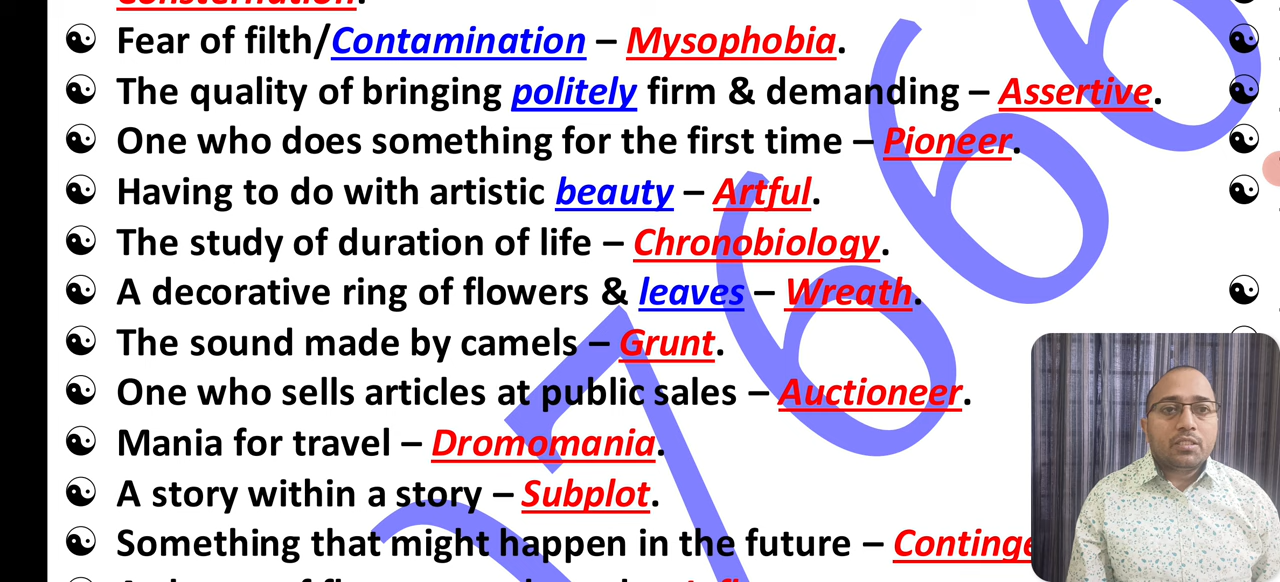 Consternation.
Fear of filth/Contamination – Mysophobia.
The quality of bringing politely firm & demanding – Assertive.
One who does something for the first time – Pioneer.
Having to do with artistic beauty – Artful.
The study of duration of life – Chronobiology.
A decorative ring of flowers & leaves – Wreath.
The sound made by camels – Grunt.
One who sells articles at public sales – Auctioneer.
Mania for travel – Dromomania.
A story within a story – Subplot.
Something that might happen in the future – Continge
766